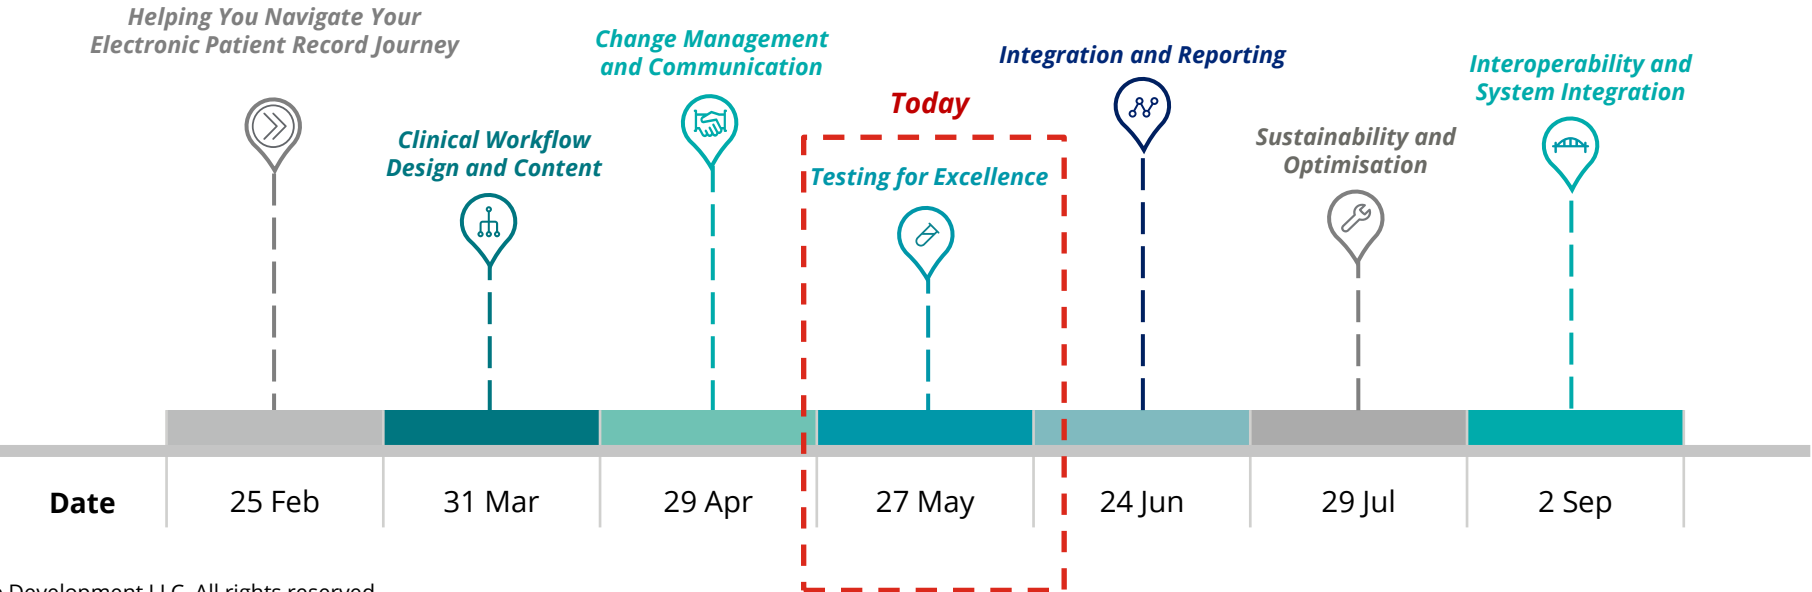 Helping You Navigate Your
Electronic Patient Record Journey
Clinical Workflow
Design and Content
Change Management
and Communication
Today
Testing for Excellence
Integration and Reporting
Sustainability and
Optimisation
Interoperability and
System Integration
Date
25 Feb
31 Mar
29 Apr
27 May
24 Jun
29 Jul
2 Sep
Development LLC. All rights reserved